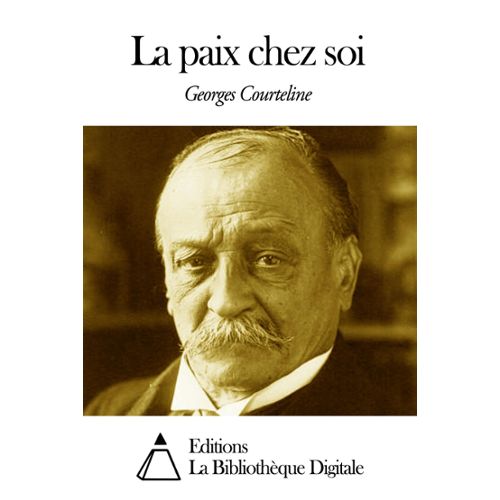 La paix chez soi
Georges Courteline
Editions
La Bibliothèque Digitale